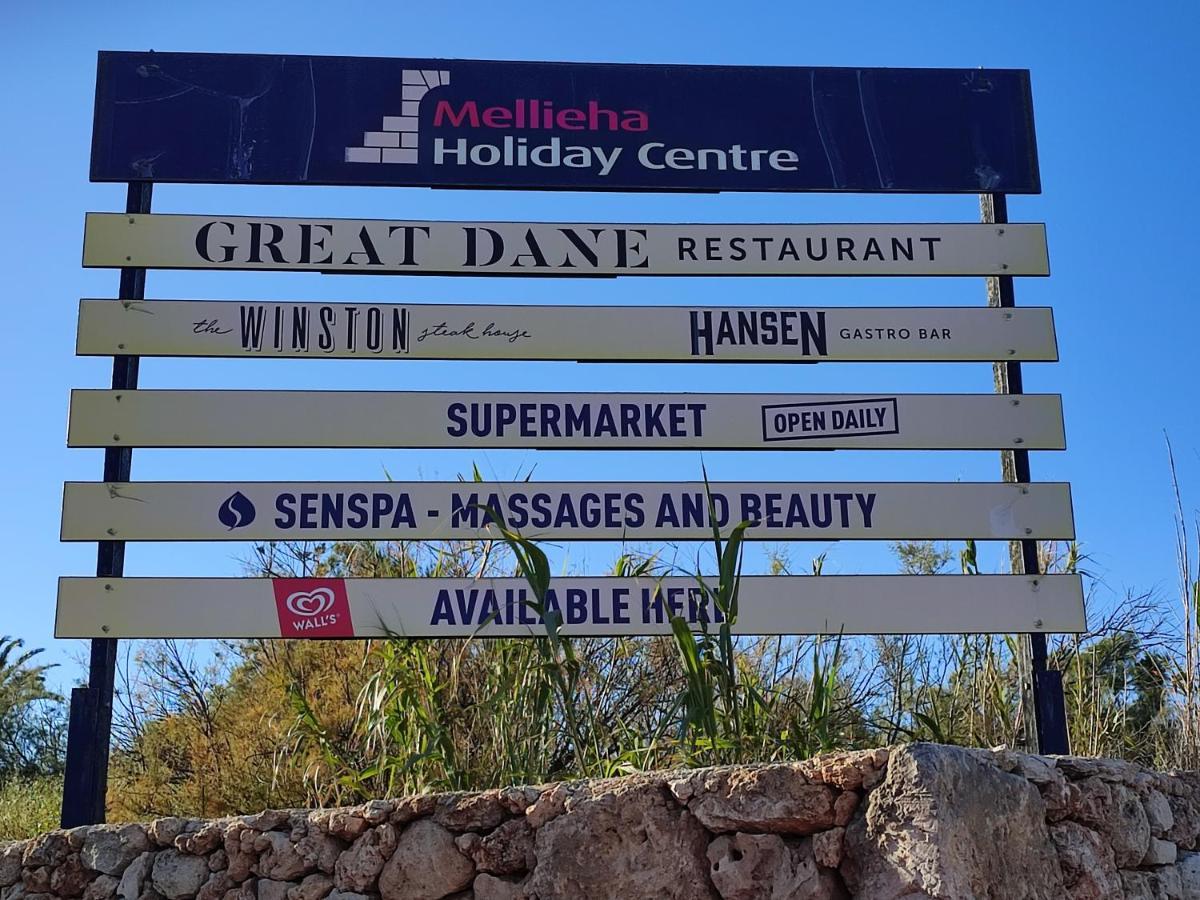 Mellieha
Holiday Centre
GREAT DANE RESTAURANT
the WINSTON steak house HANSEN GASTRO BAR
SUPERMARKET OPEN DAILY
SENSPA - MASSAGES AND BEAUTY
WALL'S® AVAILABLE HERE